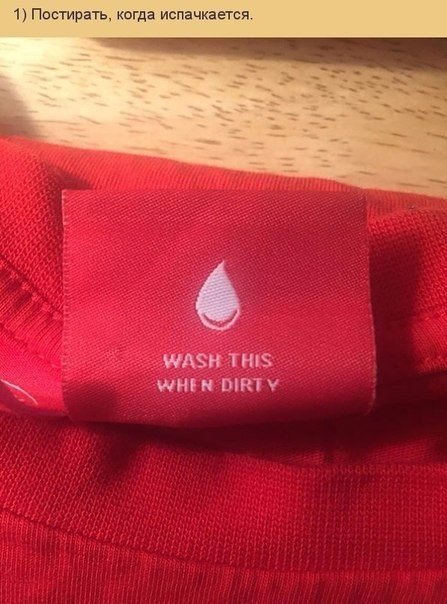 1) Постирать, когда испачкается.
WASH THIS
WHEN DIRTY